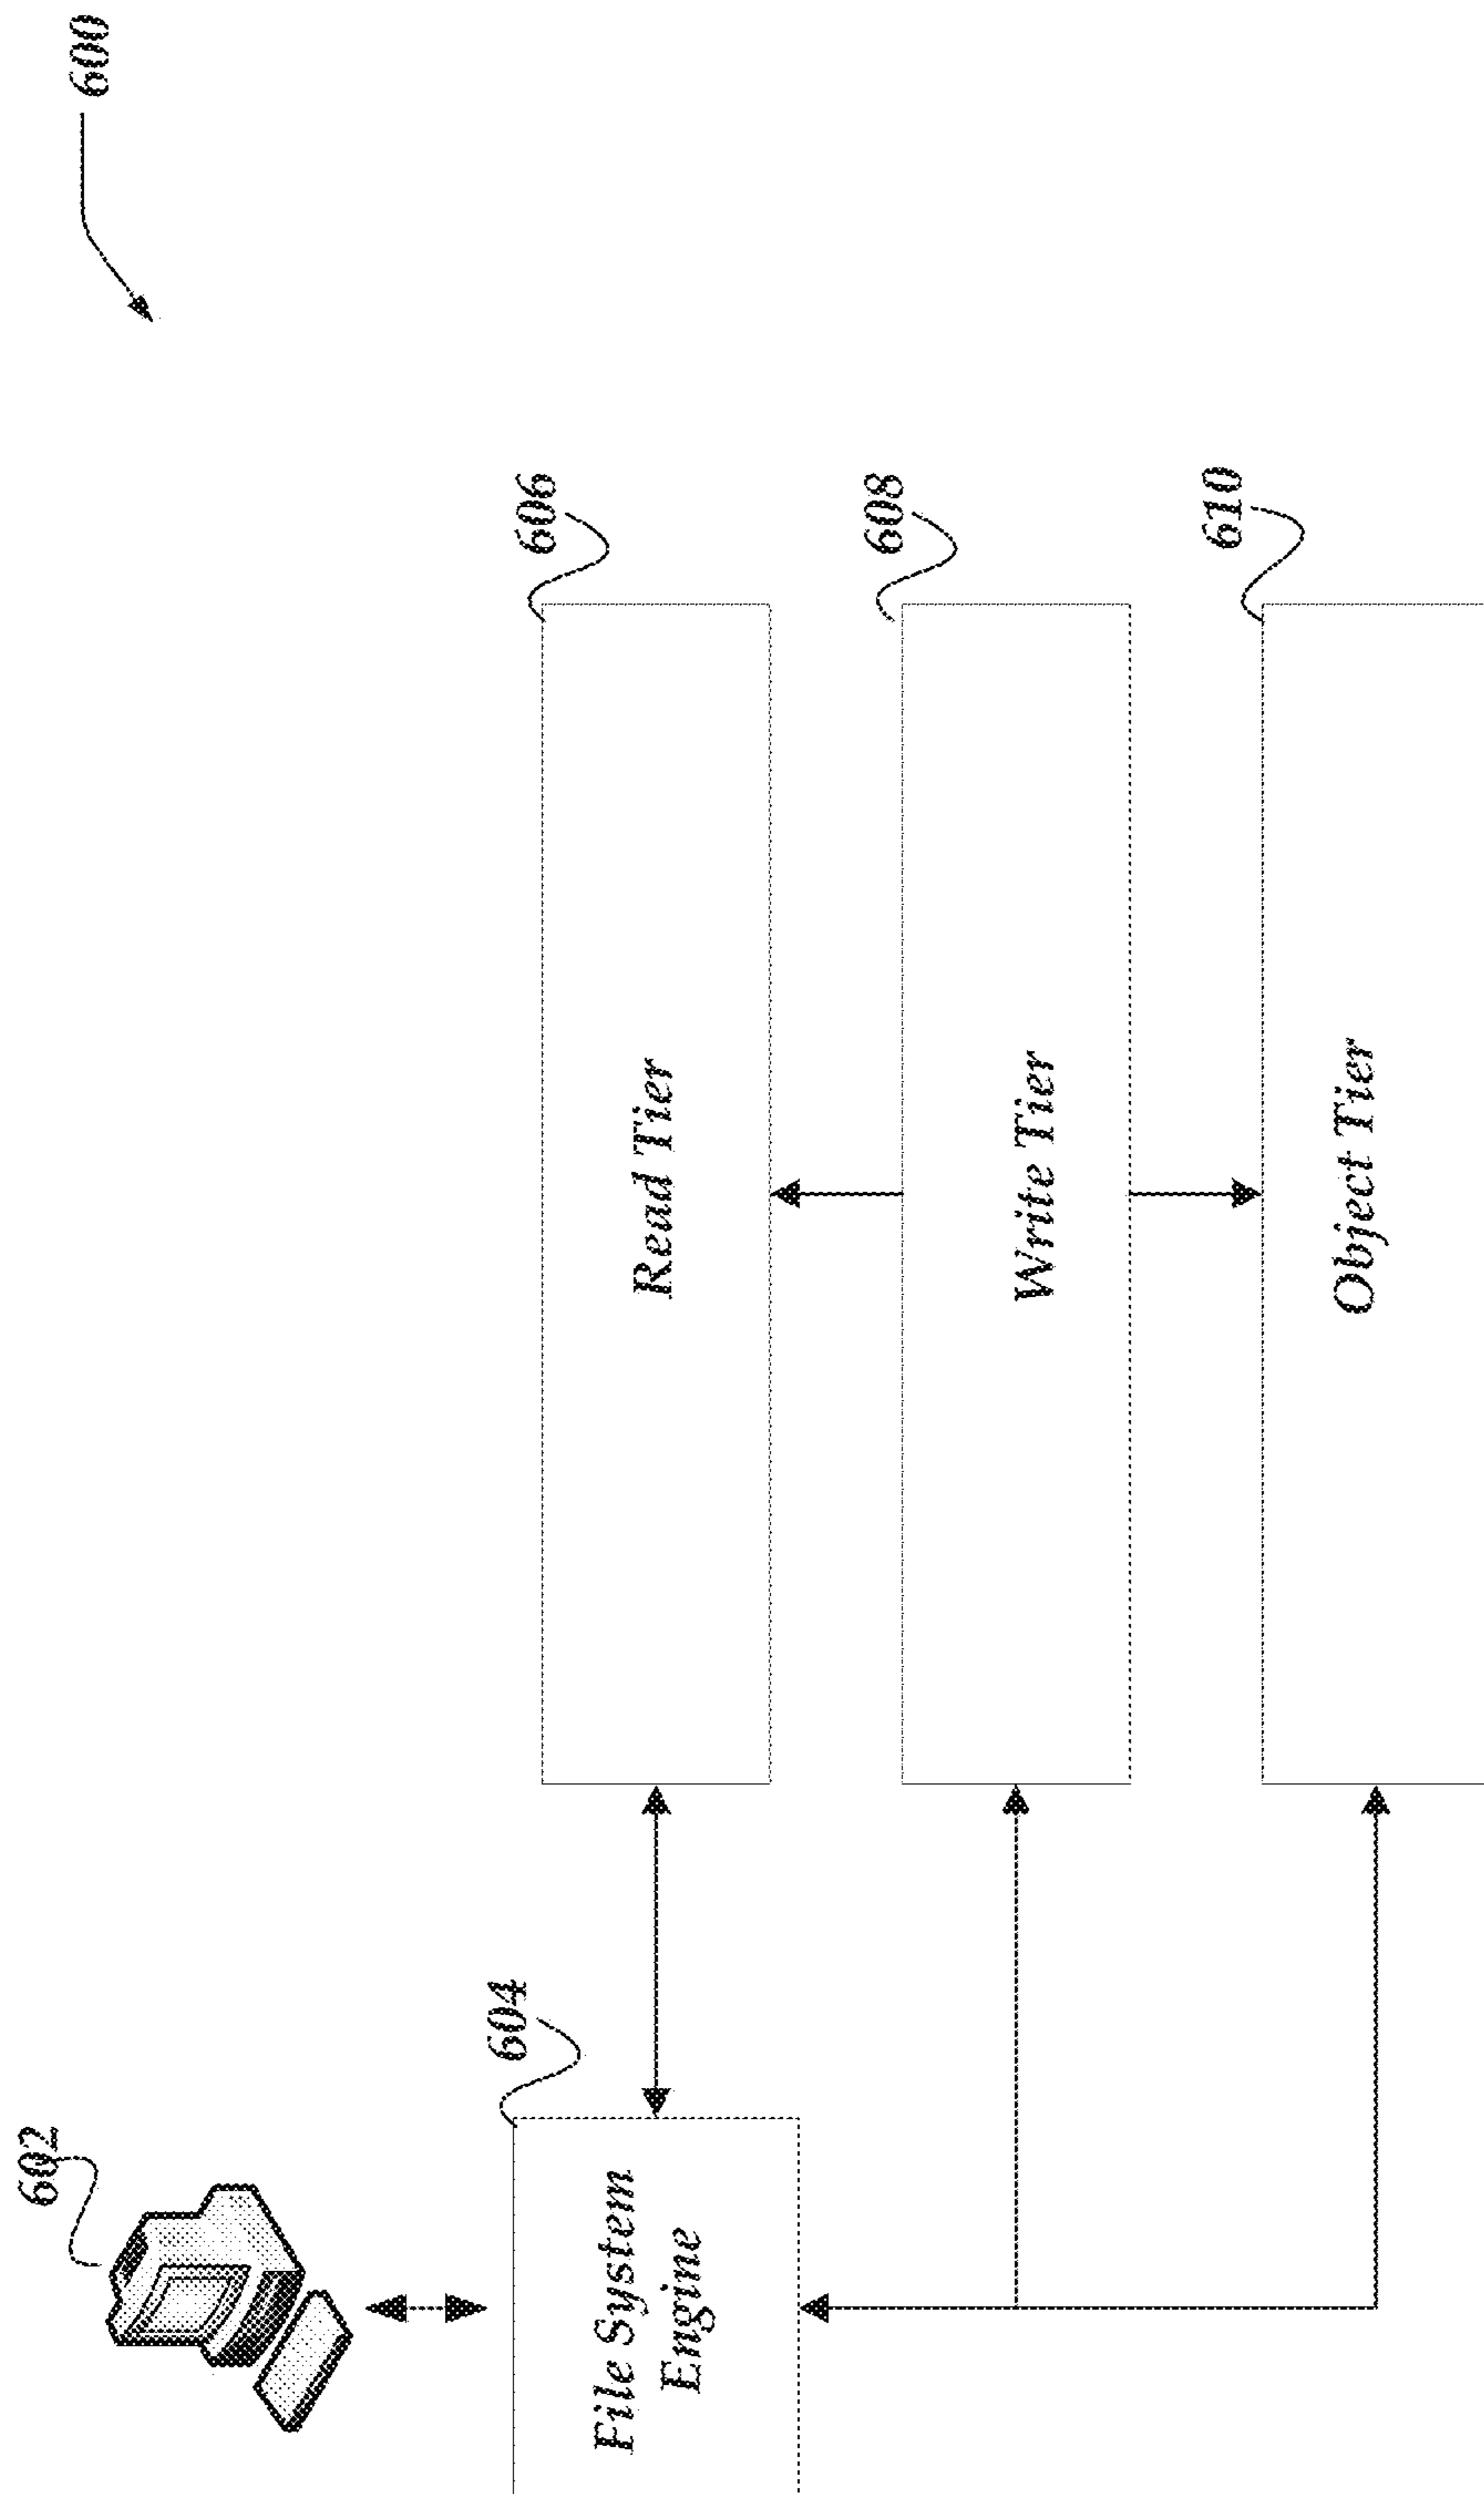 600
602
604
File System
Engine
606
Read Tier
608
Write Tier
610
Object Tier